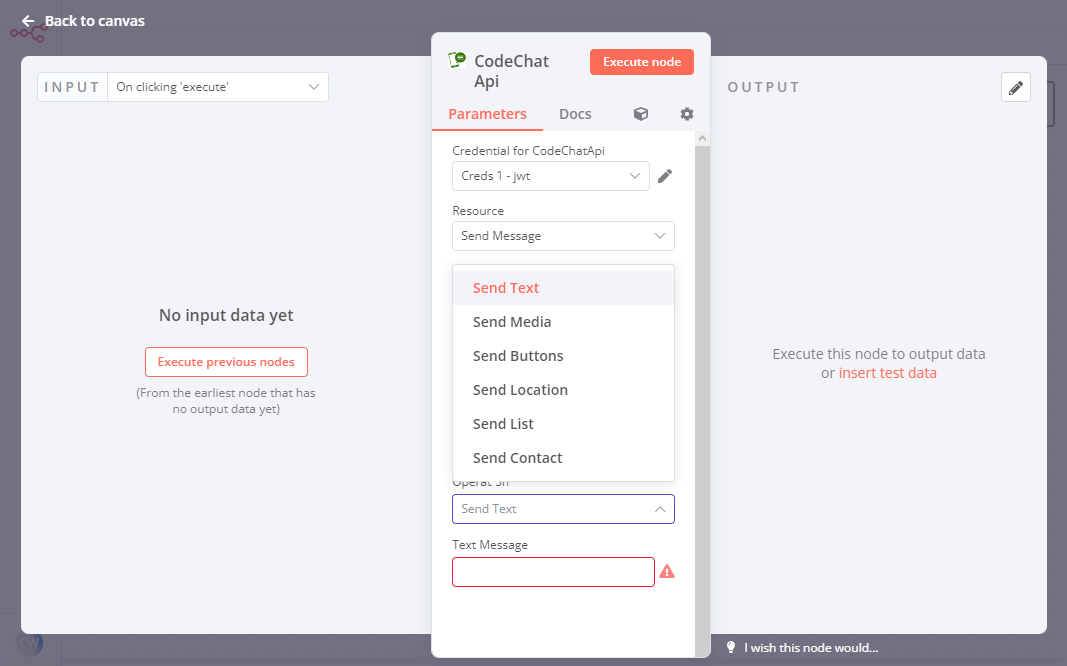 Back to canvas
INPUT
On clicking 'execute'
No input data yet
Execute previous nodes
(From the earliest node that has
no output data yet)
CodeChat
Api
Execute node
Parameters
Docs
Credential for CodeChatApi
Creds 1 - jwt
Resource
Send Message
Send Text
Send Media
Send Buttons
Send Location
Send List
Send Contact
Send Text
Text Message
OUTPUT
Execute this node to output data
or insert test data
CW
I wish this node would...